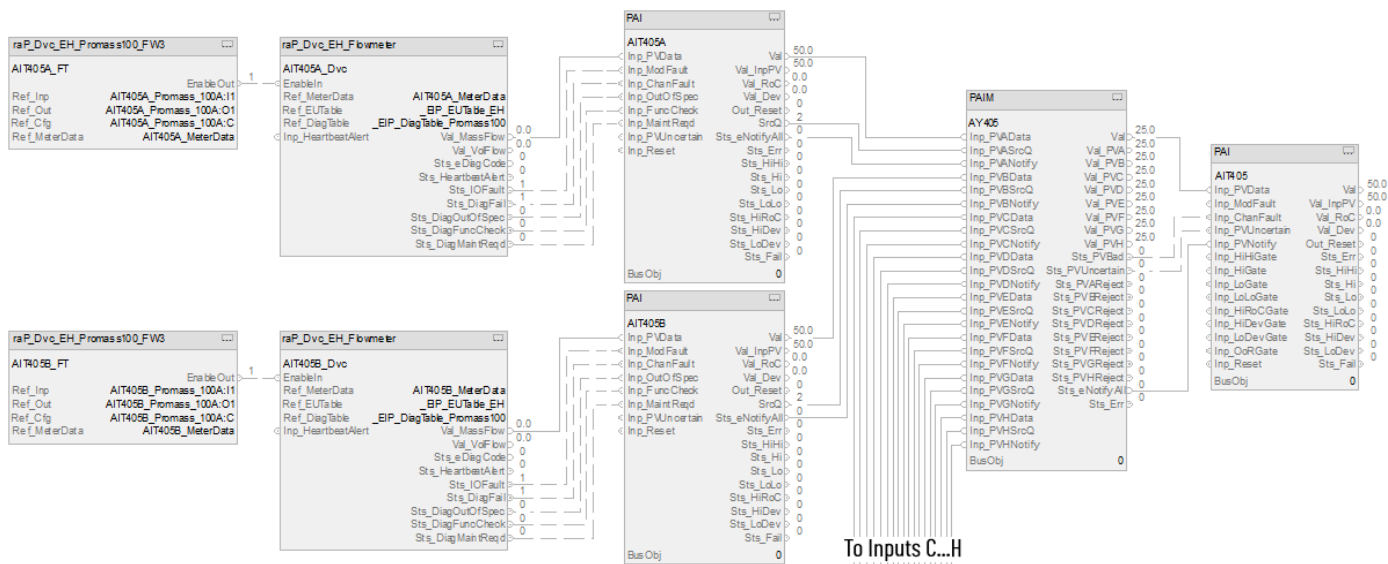 raP_Dvc_EH_Promass100_FW3
AIT405A_FT
EnableOut
1
Ref_Inp AIT405A_Promass_100A:I1
Ref_Out AIT405A_Promass_100A:O1
Ref_Cfg AIT405A_Promass_100A:C
Ref_MeterData AIT405A_MeterData
raP_Dvc_EH_Flowmeter
AIT405A_Dvc
EnableIn
Ref_MeterData AIT405A_MeterData
Ref_EUTable _EIP_EUTable_EH
Ref_DiagTable _EIP_DiagTable_Promass100
Inp_HeartbeatAlert Val_MassFlow 0.0
Val_VolFlow 0.0
Sts_eDiagCode 0
Sts_HeartbeatAlert 0
Sts_IOFault 1
Sts_DiagFail 1
Sts_DiagOutOfSpec 0
Sts_DiagFuncCheck 0
Sts_DiagMaintReqd 0
PAI
AIT405A
Inp_PVData Val 50.0
Inp_ModFault Val_InpPV 50.0
Inp_ChanFault Val_RoC 0.0
Inp_OutOfSpec Val_Dev 0.0
Inp_FuncCheck Out_Reset 0
Inp_MaintReqd SrcQ 2
Inp_PVUncertain Sts_eNotifyAll 0
Inp_Reset Sts_Err 0
Sts_HiHi 0
Sts_Hi 0
Sts_Lo 0
Sts_LoLo 0
Sts_HiRoC 0
Sts_HiDev 0
Sts_LoDev 0
Sts_Fail 0
BusObj 0
raP_Dvc_EH_Promass100_FW3
AIT405B_FT
EnableOut
1
Ref_Inp AIT405B_Promass_100A:I1
Ref_Out AIT405B_Promass_100A:O1
Ref_Cfg AIT405B_Promass_100A:C
Ref_MeterData AIT405B_MeterData
raP_Dvc_EH_Flowmeter
AIT405B_Dvc
EnableIn
Ref_MeterData AIT405B_MeterData
Ref_EUTable _EIP_EUTable_EH
Ref_DiagTable _EIP_DiagTable_Promass100
Inp_HeartbeatAlert Val_MassFlow 0.0
Val_VolFlow 0.0
Sts_eDiagCode 0
Sts_HeartbeatAlert 0
Sts_IOFault 1
Sts_DiagFail 1
Sts_DiagOutOfSpec 0
Sts_DiagFuncCheck 0
Sts_DiagMaintReqd 0
PAI
AIT405B
Inp_PVData Val 50.0
Inp_ModFault Val_InpPV 50.0
Inp_ChanFault Val_RoC 0.0
Inp_OutOfSpec Val_Dev 0
Inp_FuncCheck Out_Reset 0
Inp_MaintReqd SrcQ 2
Inp_PVUncertain Sts_eNotifyAll 0
Inp_Reset Sts_Err 0
Sts_HiHi 0
Sts_Hi 0
Sts_Lo 0
Sts_LoLo 0
Sts_HiRoC 0
Sts_HiDev 0
Sts_LoDev 0
Sts_Fail 0
BusObj 0
PAIM
AY405
Inp_PVAData Val 25.0
Inp_PVASrcQ Val_PVA 25.0
Inp_PVANotify Val_PVB 25.0
Inp_PVBData Val_PVC 25.0
Inp_PVBSrcQ Val_PVD 25.0
Inp_PVBNotify Val_PVE 25.0
Inp_PVCData Val_PVF 25.0
Inp_PVCSrcQ Val_PVG 25.0
Inp_PVCNotify Val_PVH 25.0
Inp_PVDData Sts_PVBad 0
Inp_PVDSrcQ Sts_PVUncertain 0
Inp_PVDNotify Sts_PVAReject 0
Inp_PVEData Sts_PVBReject 0
Inp_PVESrcQ Sts_PVCReject 0
Inp_PVENotify Sts_PVDReject 0
Inp_PVFData Sts_PVEReject 0
Inp_PVFSrcQ Sts_PVFReject 0
Inp_PVFNotify Sts_PVGReject 0
Inp_PVGData Sts_PVHReject 0
Inp_PVGSrcQ Sts_eNotifyAll 0
Inp_PVGNotify Sts_Err 0
Inp_PVHData
Inp_PVHSrcQ
Inp_PVHNotify
BusObj 0
PAI
AIT405
Inp_PVData Val 50.0
Inp_ModFault Val_InpPV 50.0
Inp_ChanFault Val_RoC 0.0
Inp_PVUncertain Val_Dev 0.0
Inp_PVNotify Out_Reset 0
Inp_HiHiGate Sts_Err 0
Inp_HiGate Sts_HiHi 0
Inp_LoGate Sts_Hi 0
Inp_LoLoGate Sts_Lo 0
Inp_HiRoCGate Sts_LoLo 0
Inp_HiDevGate Sts_HiRoC 0
Inp_LoDevGate Sts_HiDev 0
Inp_OoRGate Sts_LoDev 0
Inp_Reset Sts_Fail 0
BusObj 0
To Inputs C...H